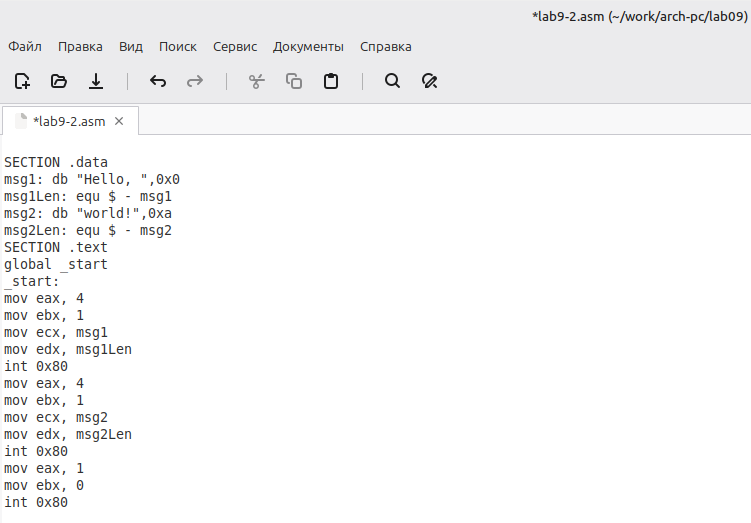 *lab9-2.asm (~/work/arch-pc/lab09)
Файл Правка Вид Поиск Сервис Документы Справка
*lab9-2.asm ×
SECTION .data
msg1: db "Hello, ",0x0
msg1Len: equ $ - msg1
msg2: db "world!",0xa
msg2Len: equ $ - msg2
SECTION .text
global _start
_start:
mov eax, 4
mov ebx, 1
mov ecx, msg1
mov edx, msg1Len
int 0x80
mov eax, 4
mov ebx, 1
mov ecx, msg2
mov edx, msg2Len
int 0x80
mov eax, 1
mov ebx, 0
int 0x80